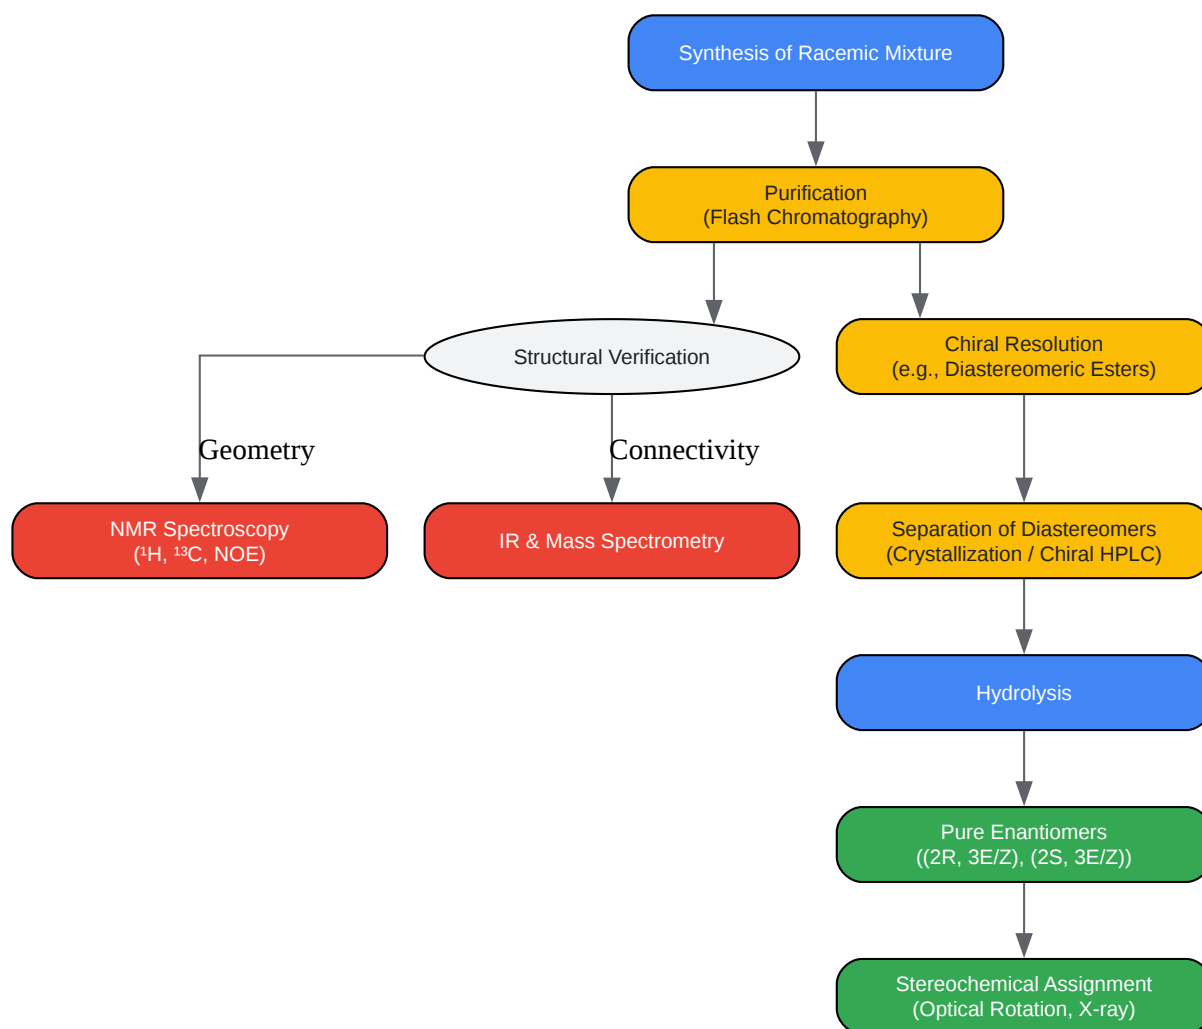 Synthesis of Racemic Mixture
Purification
(Flash Chromatography)
Structural Verification
Chiral Resolution
(e.g., Diastereomeric Esters)
Geometry
Connectivity
NMR Spectroscopy
(¹H, ¹³C, NOE)
IR & Mass Spectrometry
Separation of Diastereomers
(Crystallization / Chiral HPLC)
Hydrolysis
Pure Enantiomers
((2R, 3E/Z), (2S, 3E/Z))
Stereochemical Assignment
(Optical Rotation, X-ray)